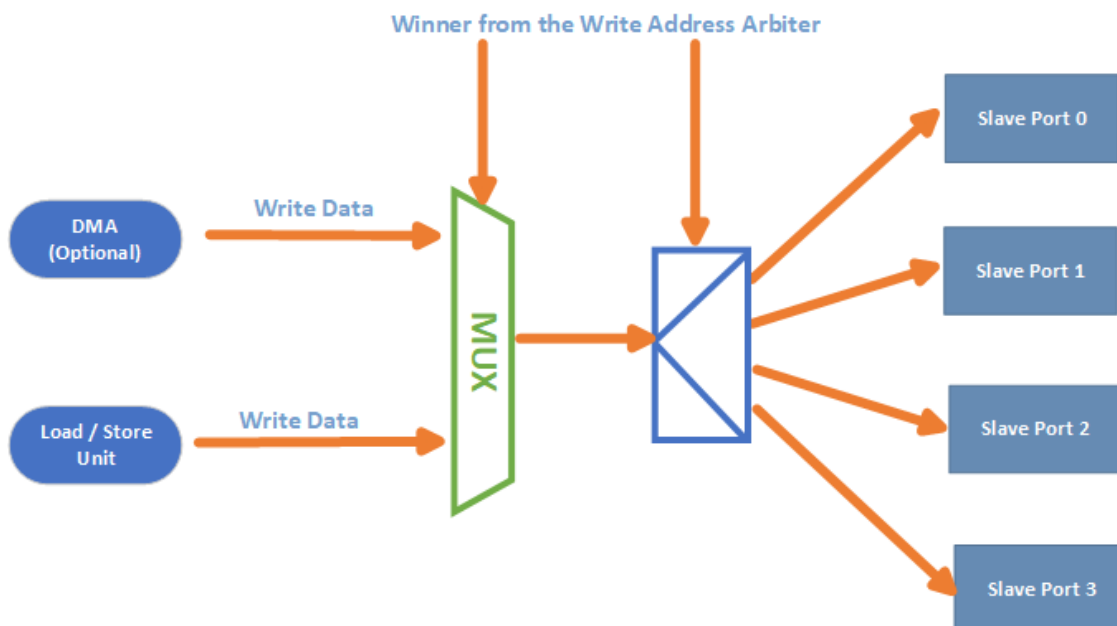 Winner from the Write Address Arbiter
Slave Port 0
Write Data
DMA
(Optional)
Slave Port 1
MUX
Write Data
Load / Store
Unit
Slave Port 2
Slave Port 3